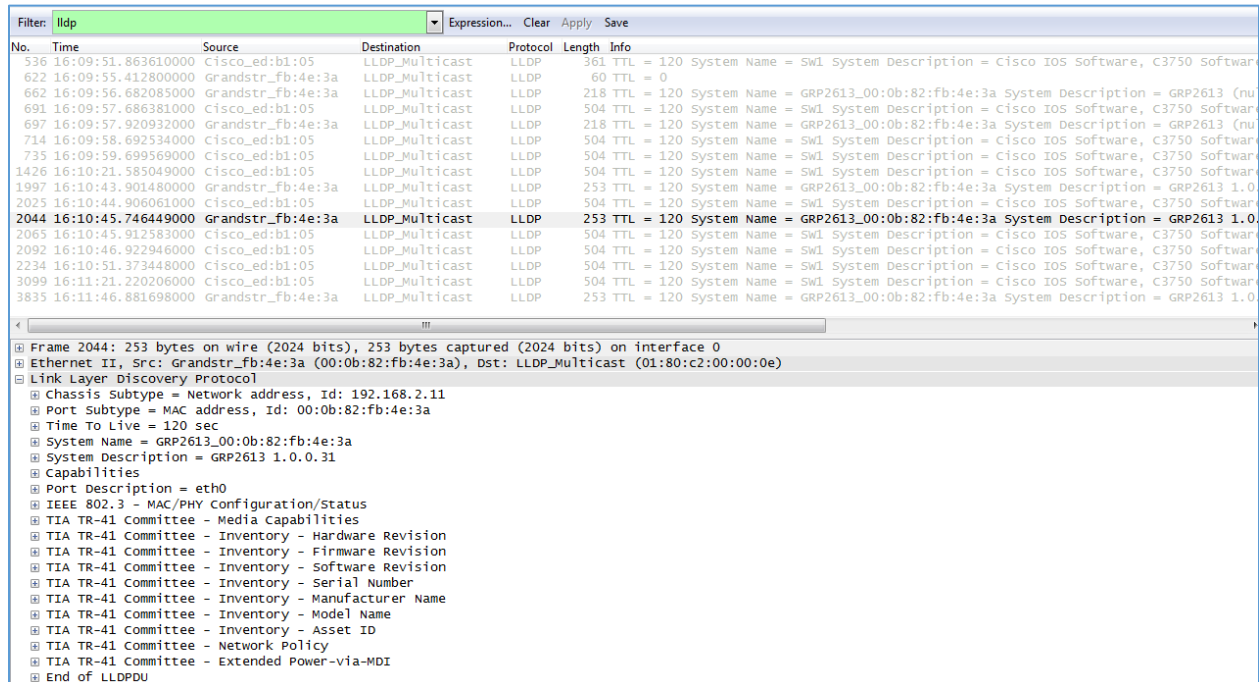 Filter: lldp Expression... Clear Apply Save
No. Time Source Destination Protocol Length Info
536 16:09:51.863610000 Cisco_ed:b1:05 LLDP_Multicast LLDP 361 TTL = 120 System Name = SW1 System Description = Cisco IOS Software, C3750 Software
622 16:09:55.412800000 Grandstr_fb:4e:3a LLDP_Multicast LLDP 60 TTL = 0
662 16:09:56.682085000 Grandstr_fb:4e:3a LLDP_Multicast LLDP 218 TTL = 120 System Name = GRP2613_00:0b:82:fb:4e:3a System Description = GRP2613 (nul
691 16:09:57.686381000 Cisco_ed:b1:05 LLDP_Multicast LLDP 504 TTL = 120 System Name = SW1 System Description = Cisco IOS Software, C3750 Software
697 16:09:57.920932000 Grandstr_fb:4e:3a LLDP_Multicast LLDP 218 TTL = 120 System Name = GRP2613_00:0b:82:fb:4e:3a System Description = GRP2613 (nul
714 16:09:58.692534000 Cisco_ed:b1:05 LLDP_Multicast LLDP 504 TTL = 120 System Name = SW1 System Description = Cisco IOS Software, C3750 Software
735 16:09:59.699569000 Cisco_ed:b1:05 LLDP_Multicast LLDP 504 TTL = 120 System Name = SW1 System Description = Cisco IOS Software, C3750 Software
1426 16:10:21.585049000 Cisco_ed:b1:05 LLDP_Multicast LLDP 504 TTL = 120 System Name = SW1 System Description = Cisco IOS Software, C3750 Software
1997 16:10:43.901480000 Grandstr_fb:4e:3a LLDP_Multicast LLDP 253 TTL = 120 System Name = GRP2613_00:0b:82:fb:4e:3a System Description = GRP2613 1.0.
2025 16:10:44.906061000 Cisco_ed:b1:05 LLDP_Multicast LLDP 504 TTL = 120 System Name = SW1 System Description = Cisco IOS Software, C3750 Software
2044 16:10:45.746449000 Grandstr_fb:4e:3a LLDP_Multicast LLDP 253 TTL = 120 System Name = GRP2613_00:0b:82:fb:4e:3a System Description = GRP2613 1.0.
2065 16:10:45.912583000 Cisco_ed:b1:05 LLDP_Multicast LLDP 504 TTL = 120 System Name = SW1 System Description = Cisco IOS Software, C3750 Software
2092 16:10:46.922946000 Cisco_ed:b1:05 LLDP_Multicast LLDP 504 TTL = 120 System Name = SW1 System Description = Cisco IOS Software, C3750 Software
2234 16:10:51.373448000 Cisco_ed:b1:05 LLDP_Multicast LLDP 504 TTL = 120 System Name = SW1 System Description = Cisco IOS Software, C3750 Software
3099 16:11:21.220206000 Cisco_ed:b1:05 LLDP_Multicast LLDP 504 TTL = 120 System Name = SW1 System Description = Cisco IOS Software, C3750 Software
3835 16:11:46.881698000 Grandstr_fb:4e:3a LLDP_Multicast LLDP 253 TTL = 120 System Name = GRP2613_00:0b:82:fb:4e:3a System Description = GRP2613 1.0.
Frame 2044: 253 bytes on wire (2024 bits), 253 bytes captured (2024 bits) on interface 0
Ethernet II, Src: Grandstr_fb:4e:3a (00:0b:82:fb:4e:3a), Dst: LLDP_Multicast (01:80:c2:00:00:0e)
Link Layer Discovery Protocol
Chassis Subtype = Network address, Id: 192.168.2.11
Port Subtype = MAC address, Id: 00:0b:82:fb:4e:3a
Time To Live = 120 sec
System Name = GRP2613_00:0b:82:fb:4e:3a
System Description = GRP2613 1.0.0.31
Capabilities
Port Description = eth0
IEEE 802.3 - MAC/PHY Configuration/Status
TIA TR-41 Committee - Media Capabilities
TIA TR-41 Committee - Inventory - Hardware Revision
TIA TR-41 Committee - Inventory - Firmware Revision
TIA TR-41 Committee - Inventory - Software Revision
TIA TR-41 Committee - Inventory - Serial Number
TIA TR-41 Committee - Inventory - Manufacturer Name
TIA TR-41 Committee - Inventory - Model Name
TIA TR-41 Committee - Inventory - Asset ID
TIA TR-41 Committee - Network Policy
TIA TR-41 Committee - Extended Power-via-MDI
End of LLDPDU